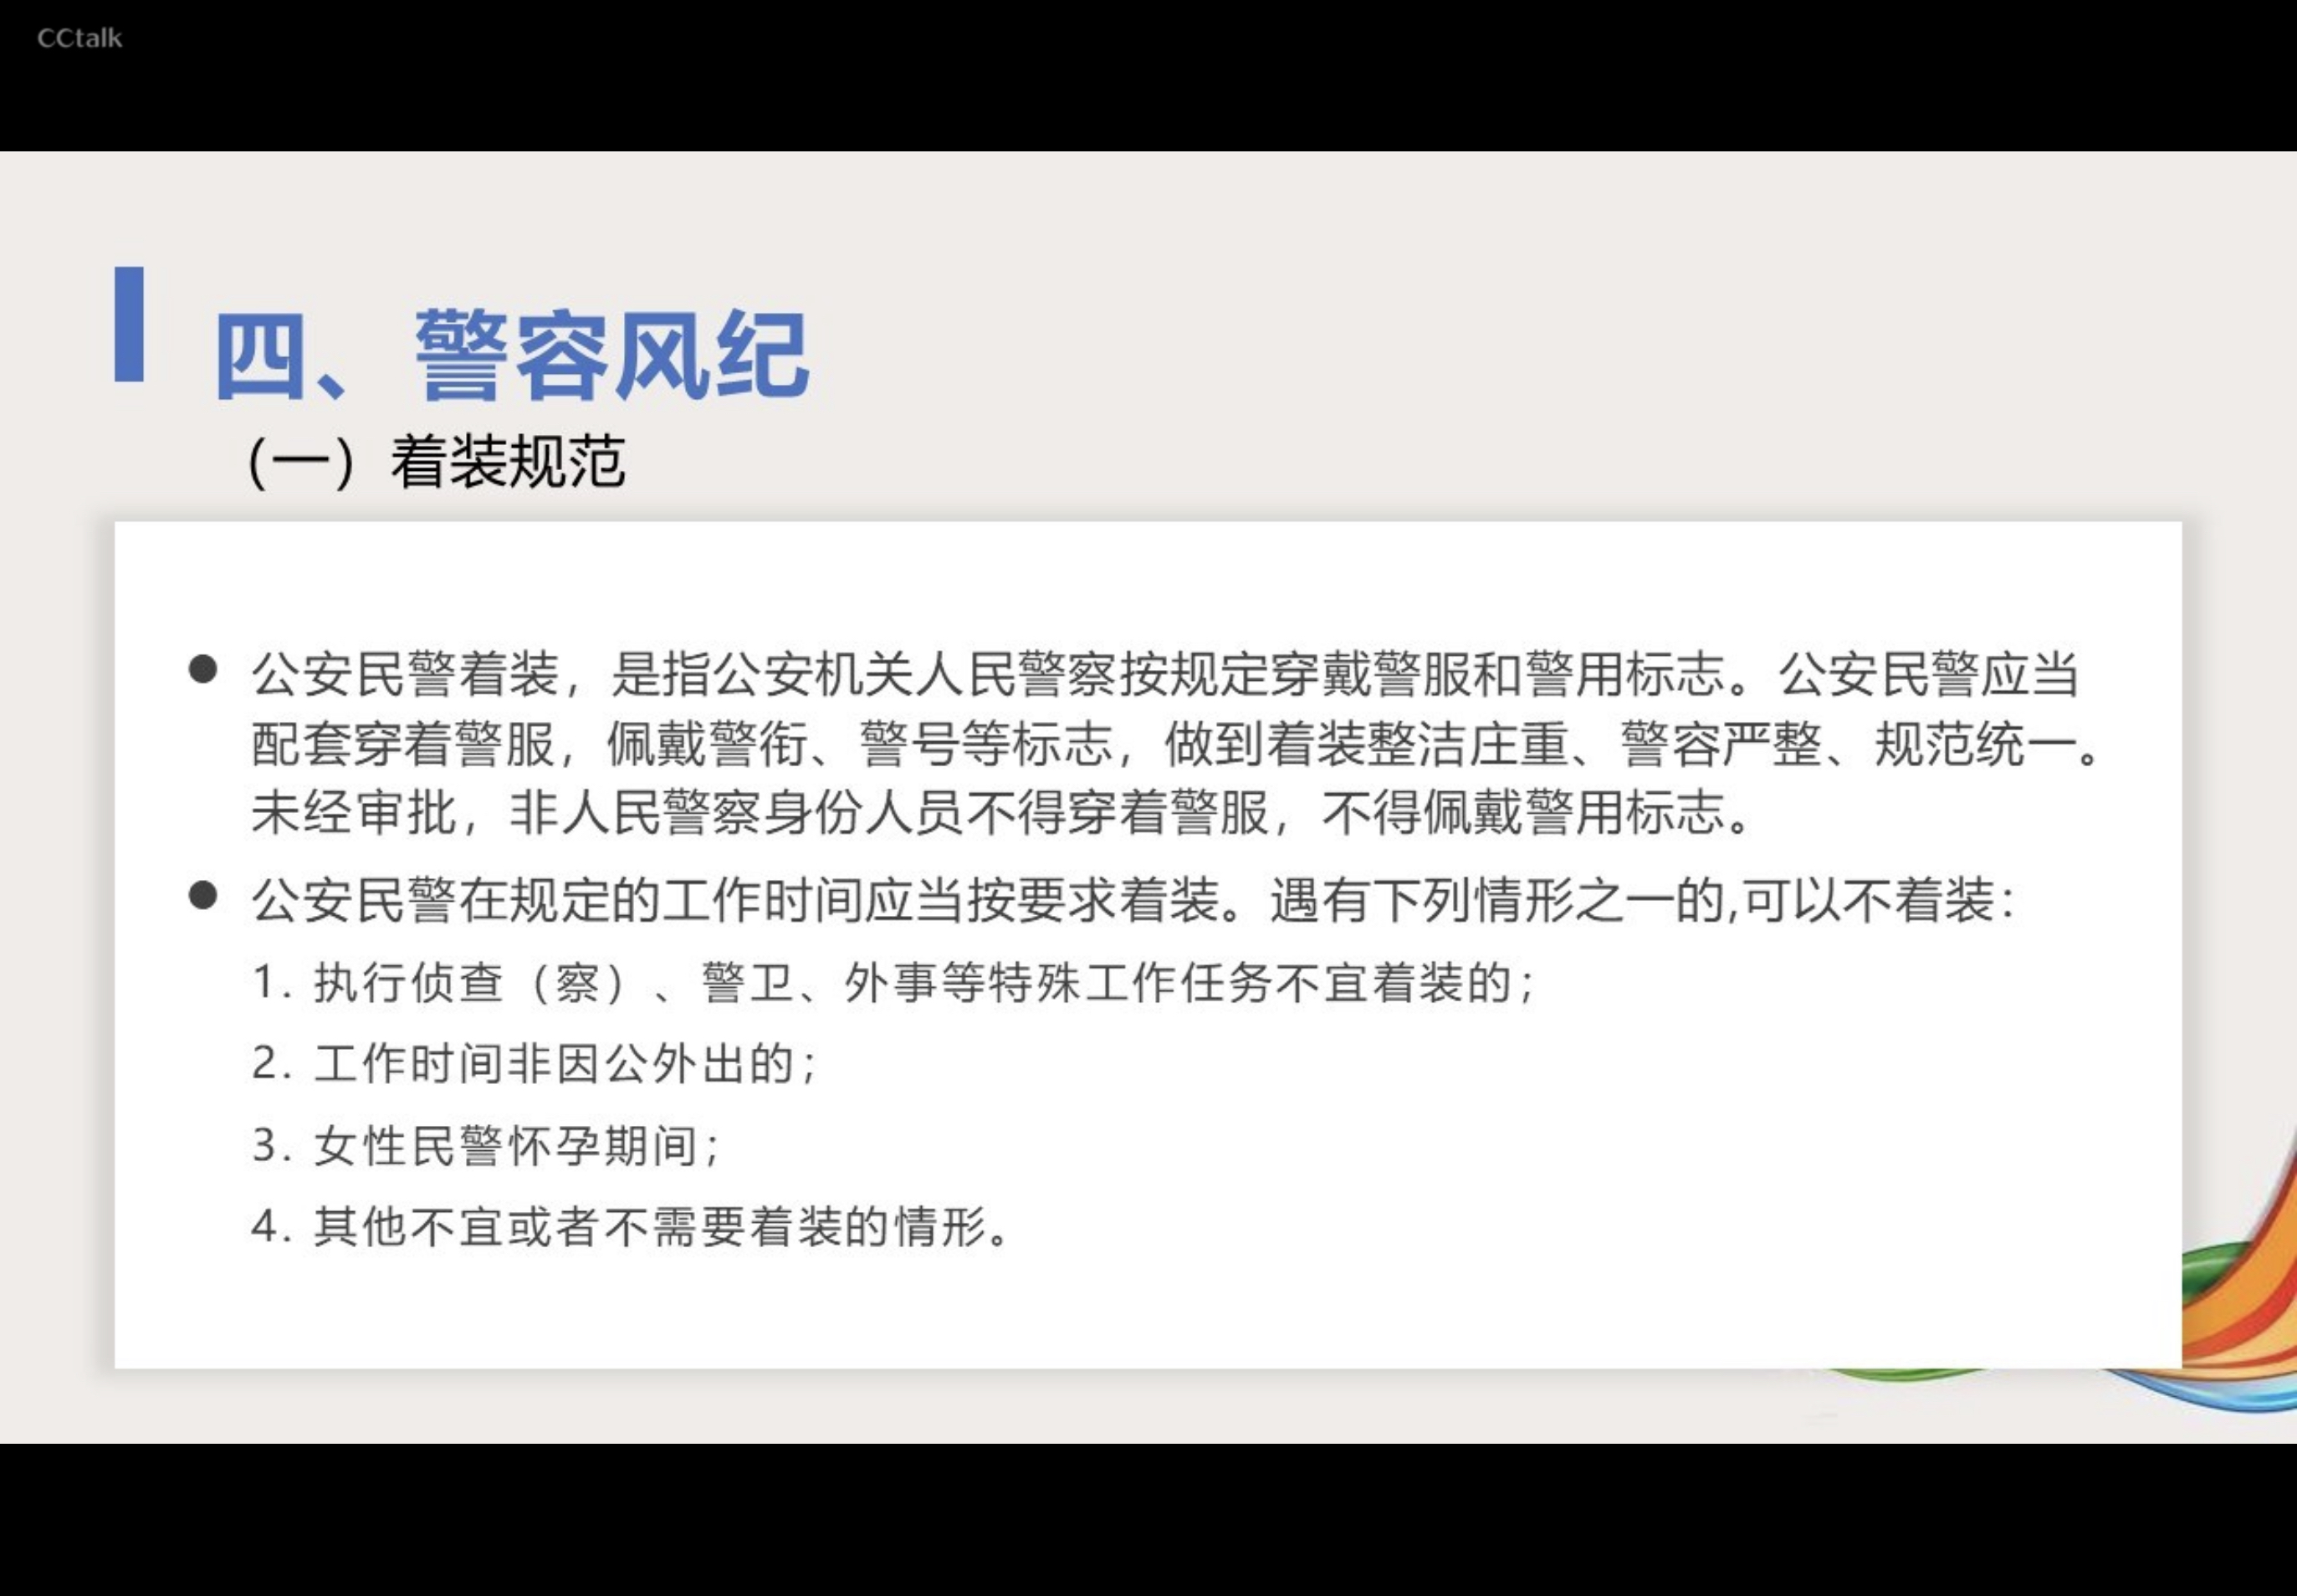 CCtalk
四、警容风纪
（一）着装规范
● 公安民警着装，是指公安机关人民警察按规定穿戴警服和警用标志。公安民警应当
配套穿着警服，佩戴警衔、警号等标志，做到着装整洁庄重、警容严整、规范统一。
未经审批，非人民警察身份人员不得穿着警服，不得佩戴警用标志。
● 公安民警在规定的工作时间应当按要求着装。遇有下列情形之一的,可以不着装：
1. 执行侦查（察）、警卫、外事等特殊工作任务不宜着装的；
2. 工作时间非因公外出的；
3. 女性民警怀孕期间；
4. 其他不宜或者不需要着装的情形。